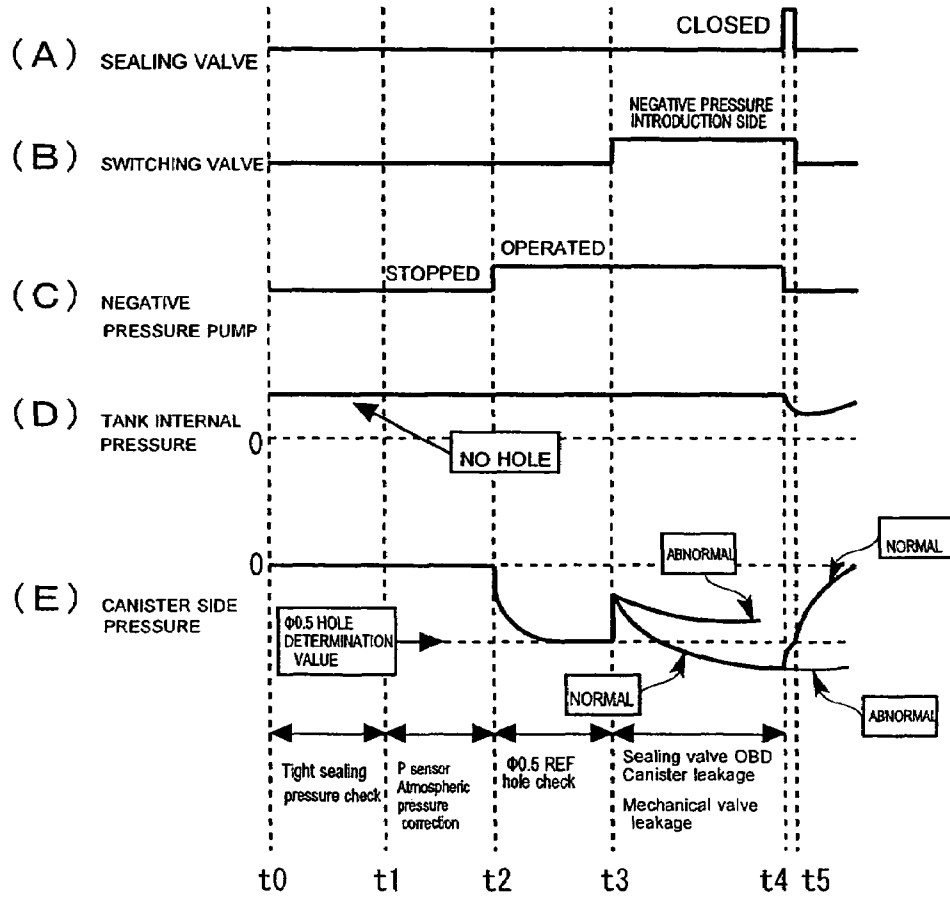 (A) SEALING VALVE
CLOSED
(B) SWITCHING VALVE
NEGATIVE PRESSURE
INTRODUCTION SIDE
(C) NEGATIVE
PRESSURE PUMP
STOPPED
OPERATED
(D) TANK INTERNAL
PRESSURE
0
NO HOLE
(E) CANISTER SIDE
PRESSURE
0
ABNORMAL
NORMAL
Φ0.5 HOLE
DETERMINATION
VALUE
NORMAL
ABNORMAL
Tight sealing
pressure check
P sensor
Atmospheric
pressure
correction
Φ0.5 REF
hole check
Sealing valve OBD
Canister leakage
Mechanical valve
leakage
t0 t1 t2 t3 t4 t5